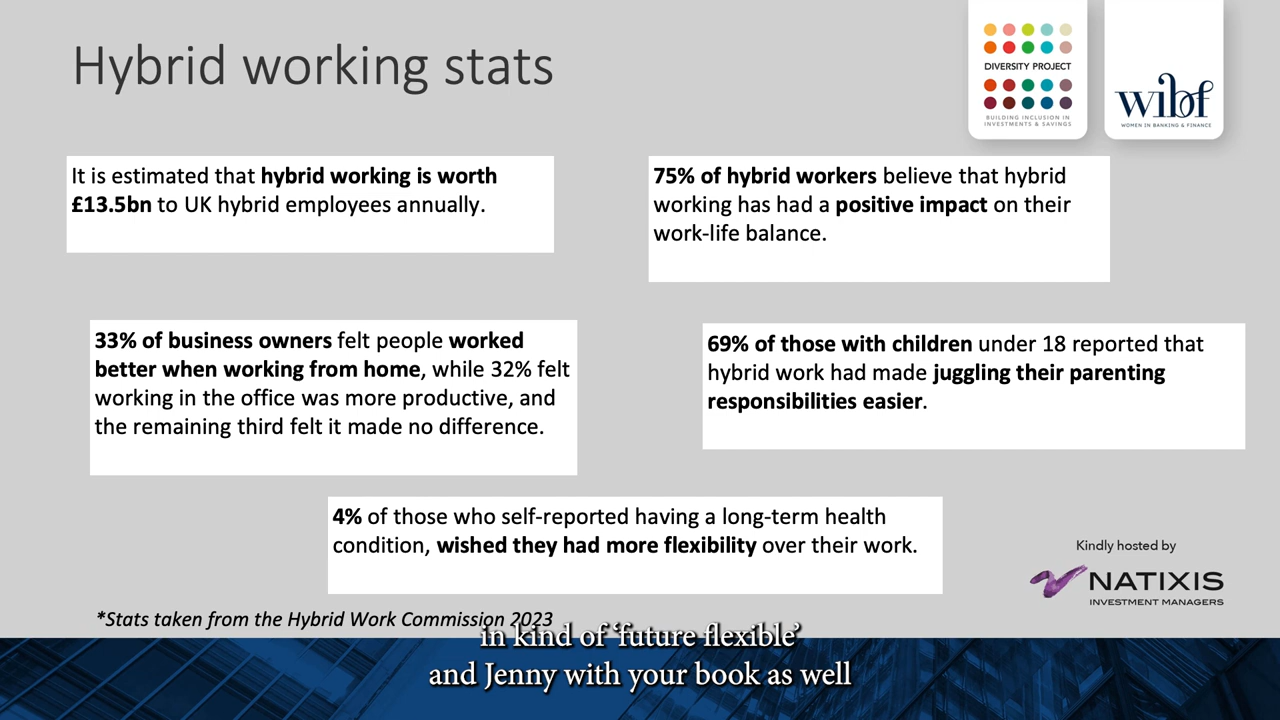 Hybrid working stats
DIVERSITY PROJECT
BUILDING INCLUSION IN
INVESTMENTS & SAVINGS
wibf
WOMEN IN BANKING & FINANCE
It is estimated that hybrid working is worth
£13.5bn to UK hybrid employees annually.
75% of hybrid workers believe that hybrid
working has had a positive impact on their
work-life balance.
33% of business owners felt people worked
better when working from home, while 32% felt
working in the office was more productive, and
the remaining third felt it made no difference.
69% of those with children under 18 reported that
hybrid work had made juggling their parenting
responsibilities easier.
4% of those who self-reported having a long-term health
condition, wished they had more flexibility over their work.
Kindly hosted by
NATIXIS
INVESTMENT MANAGERS
*Stats taken from the Hybrid Work Commission 2023
in kind of ‘future flexible’
and Jenny with your book as well